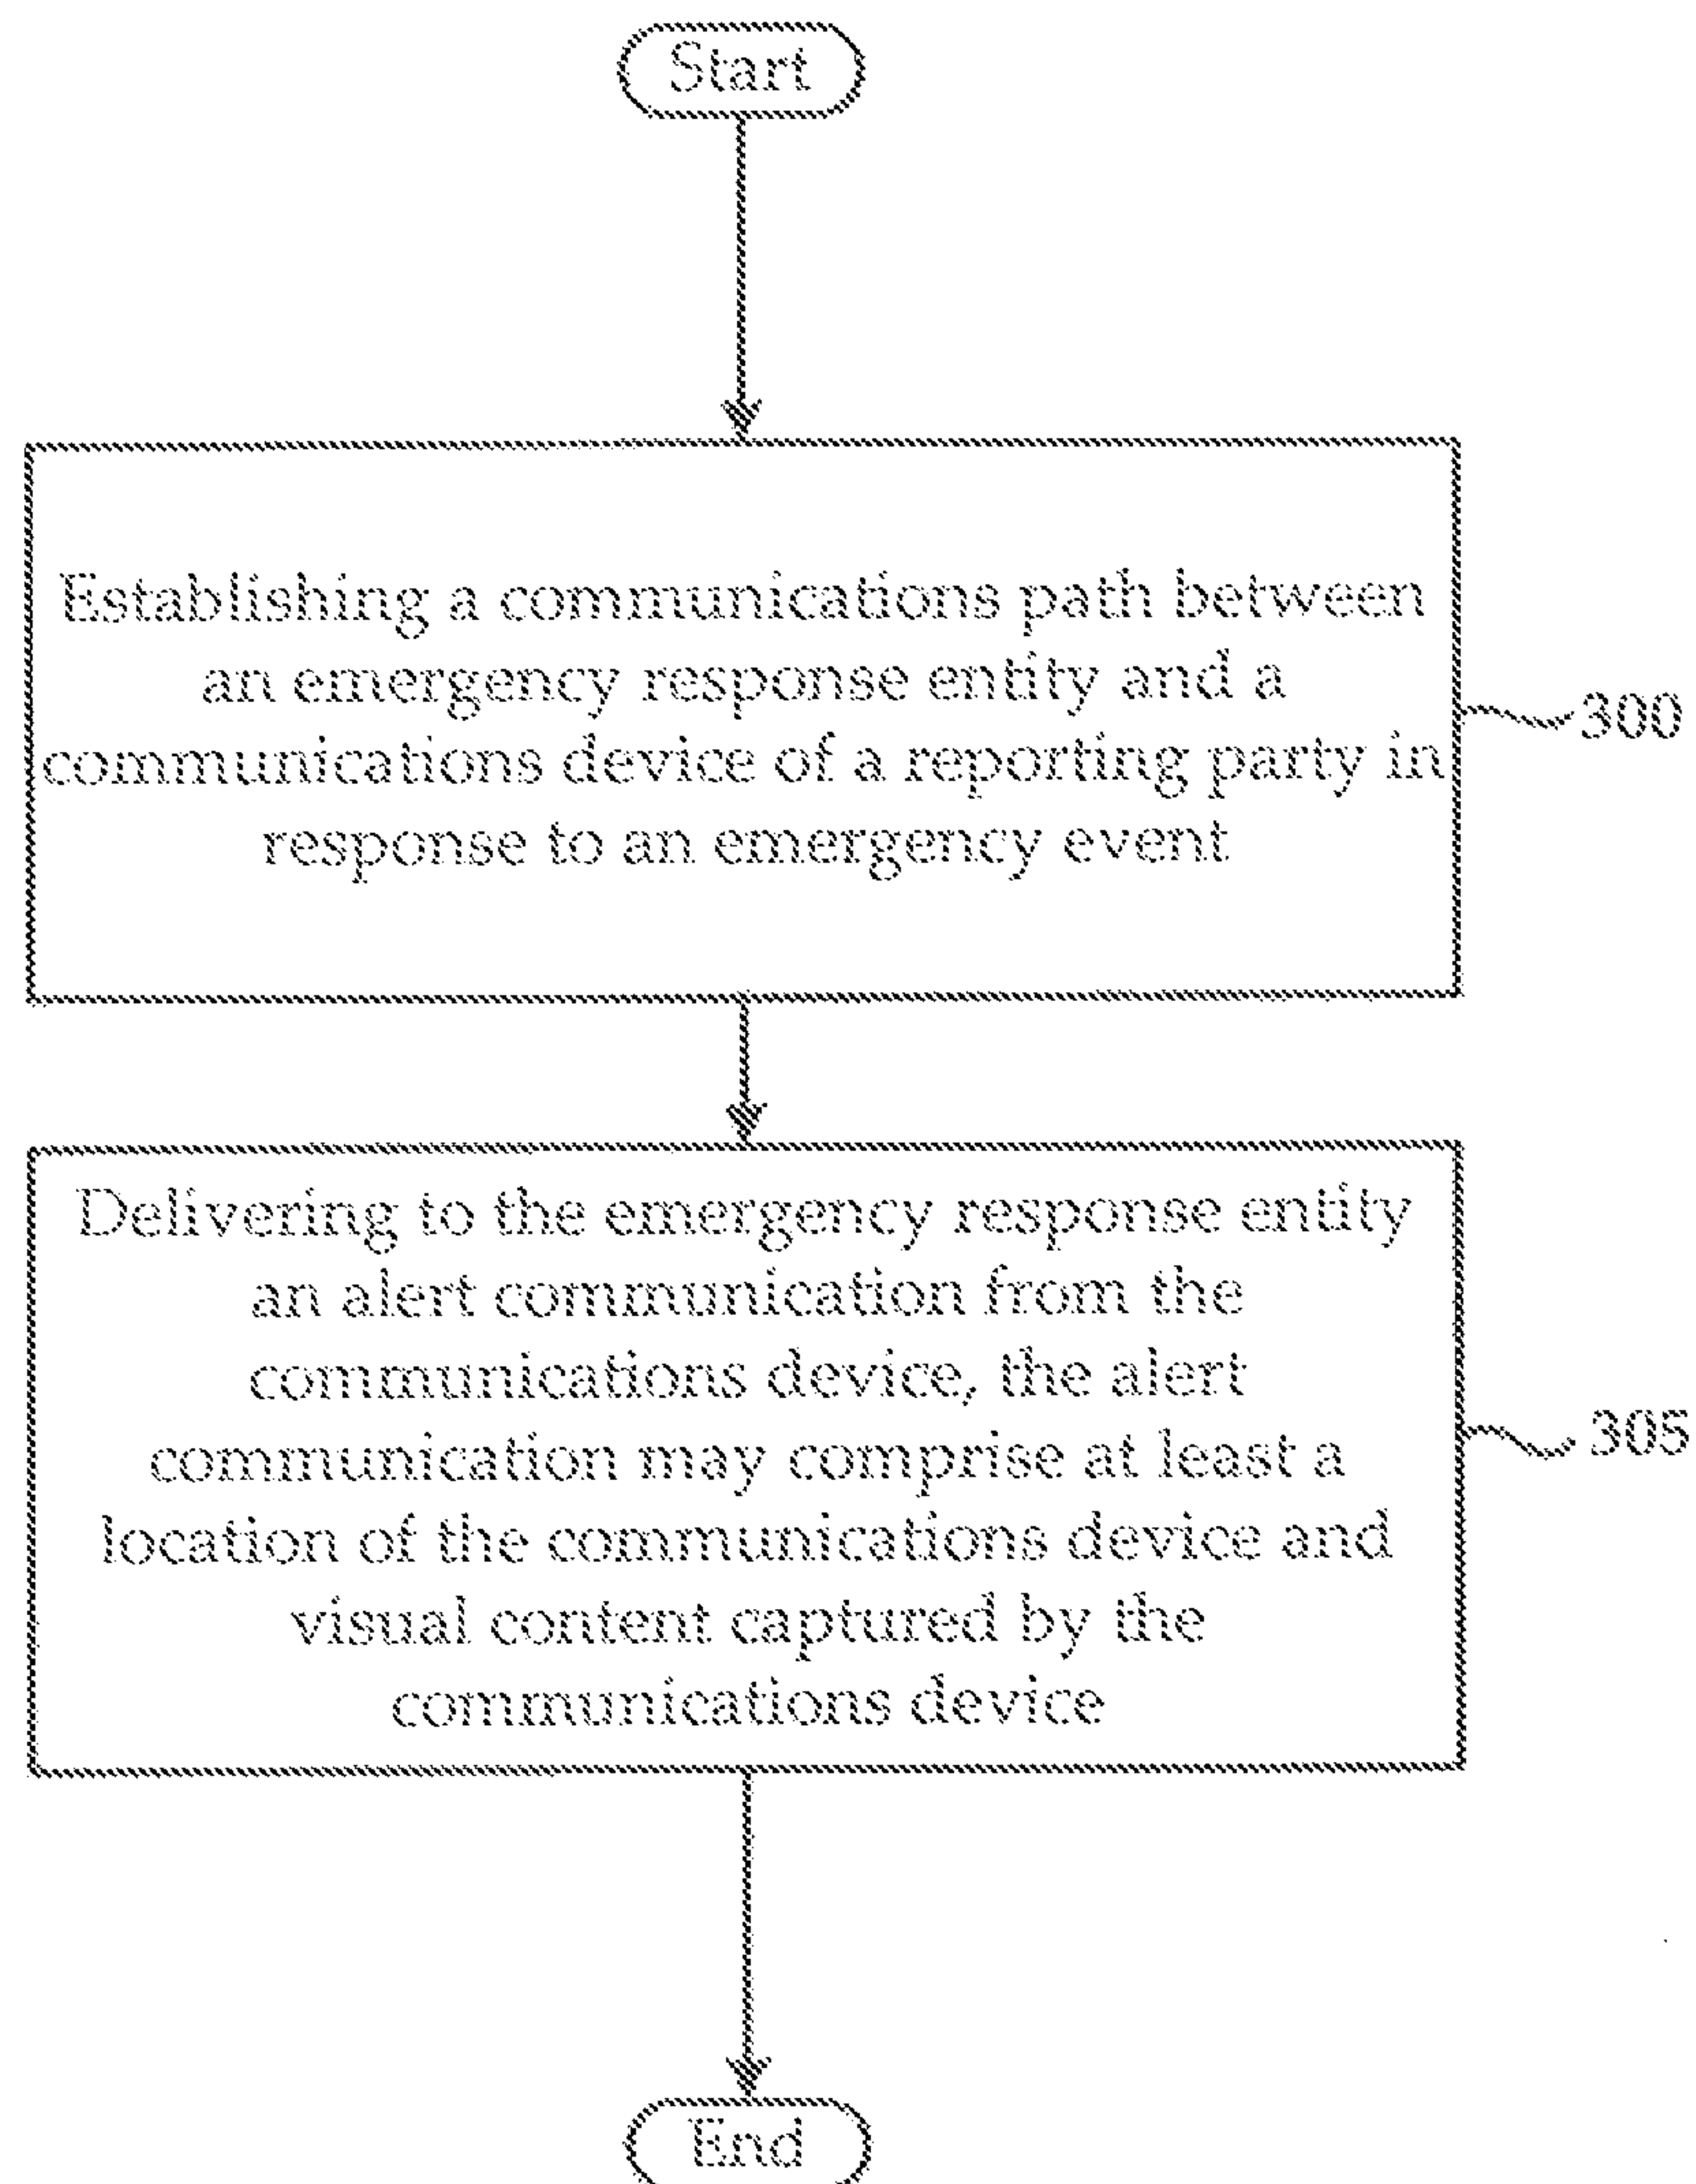 Start
Establishing a communications path between
an emergency response entity and a
communications device of a reporting party in
response to an emergency event
300
Delivering to the emergency response entity
an alert communication from the
communications device, the alert
communication may comprise at least a
location of the communications device and
visual content captured by the
communications device
305
End